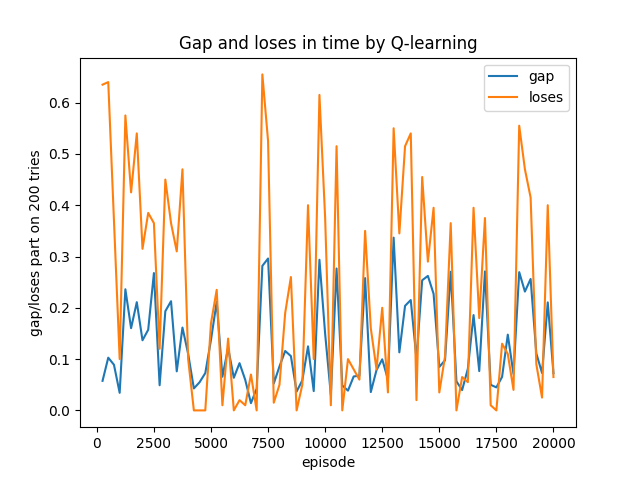 Gap and loses in time by Q-learning
gap
loses
gap/loses part on 200 tries
0.6
0.5
0.4
0.3
0.2
0.1
0.0
0 2500 5000 7500 10000 12500 15000 17500 20000
episode